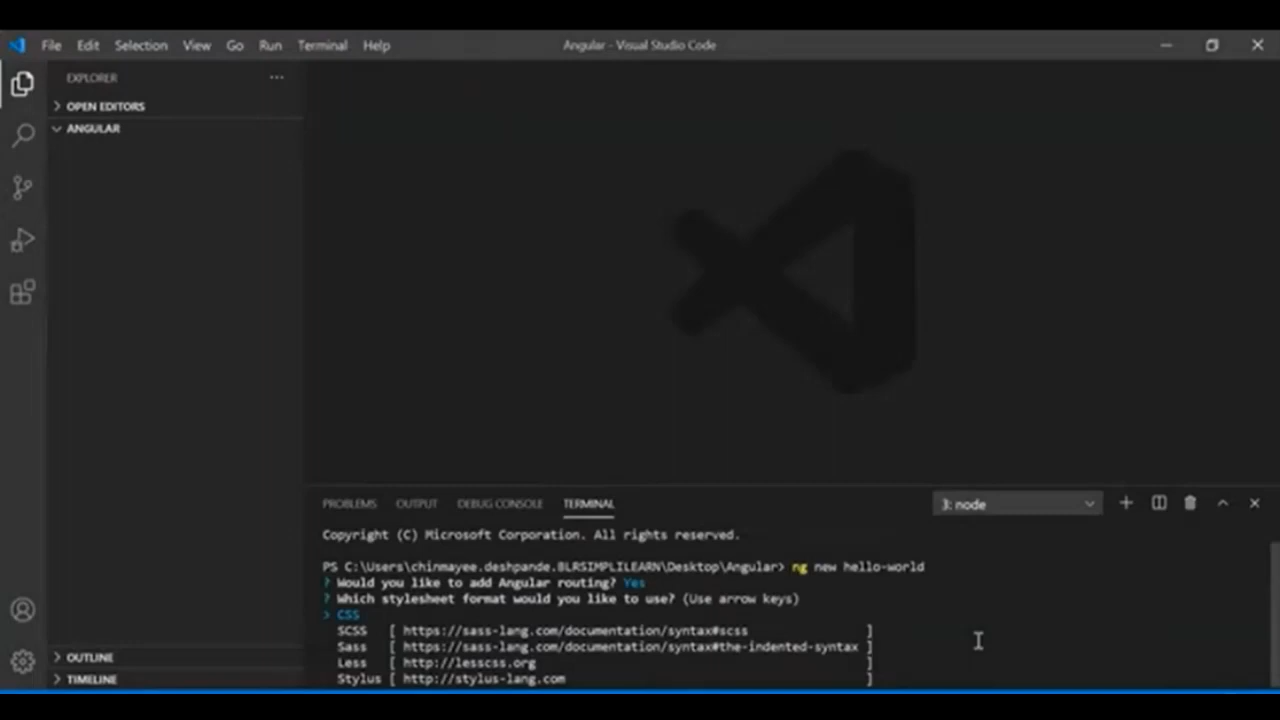 File Edit Selection View Go Run Terminal Help
Angular - Visual Studio Code
EXPLORER
OPEN EDITORS
ANGULAR
OUTLINE
TIMELINE
PROBLEMS OUTPUT DEBUG CONSOLE TERMINAL
3: node
Copyright (C) Microsoft Corporation. All rights reserved.
PS C:\Users\chinmayee.deshpande.BLRSIMPLILEARN\Desktop\Angular> ng new hello-world
? Would you like to add Angular routing? Yes
? Which stylesheet format would you like to use? (Use arrow keys)
> CSS
SCSS [ https://sass-lang.com/documentation/syntax#scss ]
Sass [ https://sass-lang.com/documentation/syntax#the-indented-syntax ]
Less [ http://lesscss.org ]
Stylus [ http://stylus-lang.com ]